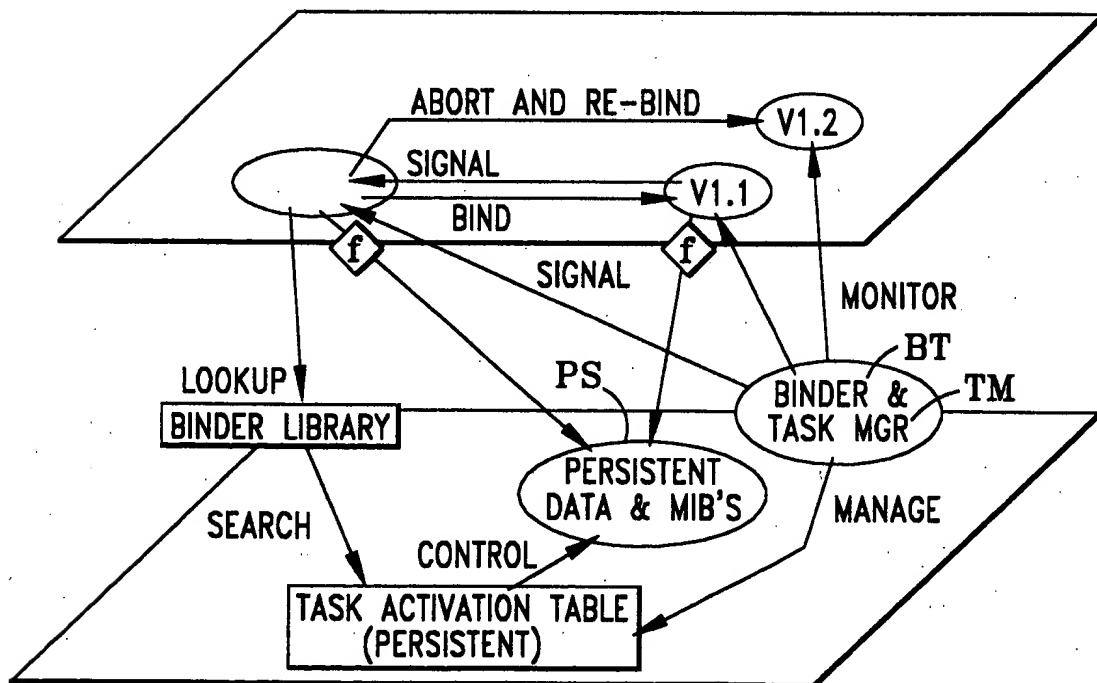 ABORT AND RE-BIND
V1.2
SIGNAL
V1.1
BIND
f
f
SIGNAL
MONITOR
BT
LOOKUP
PS
BINDER &
TASK MGR
TM
BINDER LIBRARY
PERSISTENT
DATA & MIB'S
MANAGE
SEARCH
CONTROL
TASK ACTIVATION TABLE
(PERSISTENT)